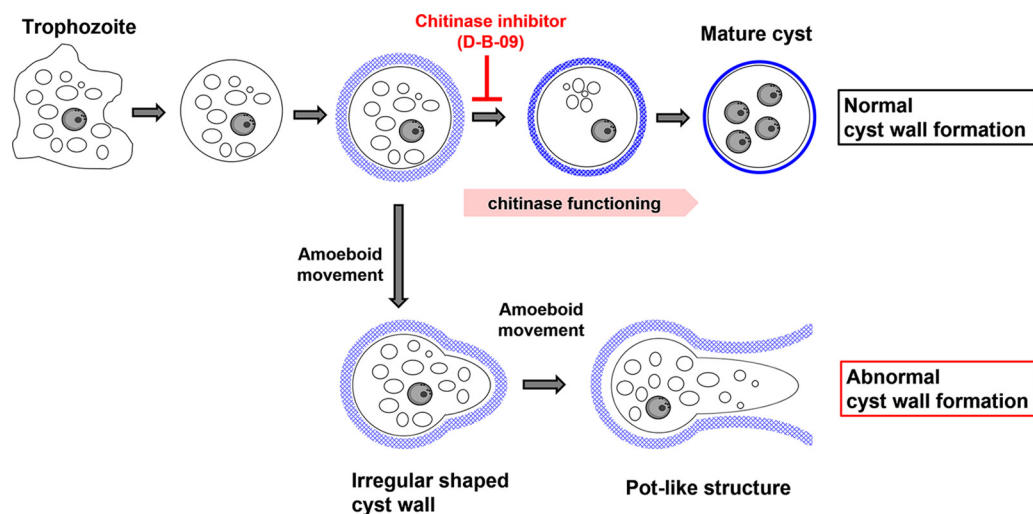 Trophozoite
Chitinase inhibitor
(D-B-09)
Mature cyst
Normal
cyst wall formation
chitinase functioning
Amoeboid
movement
Amoeboid
movement
Abnormal
cyst wall formation
Irregular shaped
cyst wall
Pot-like structure